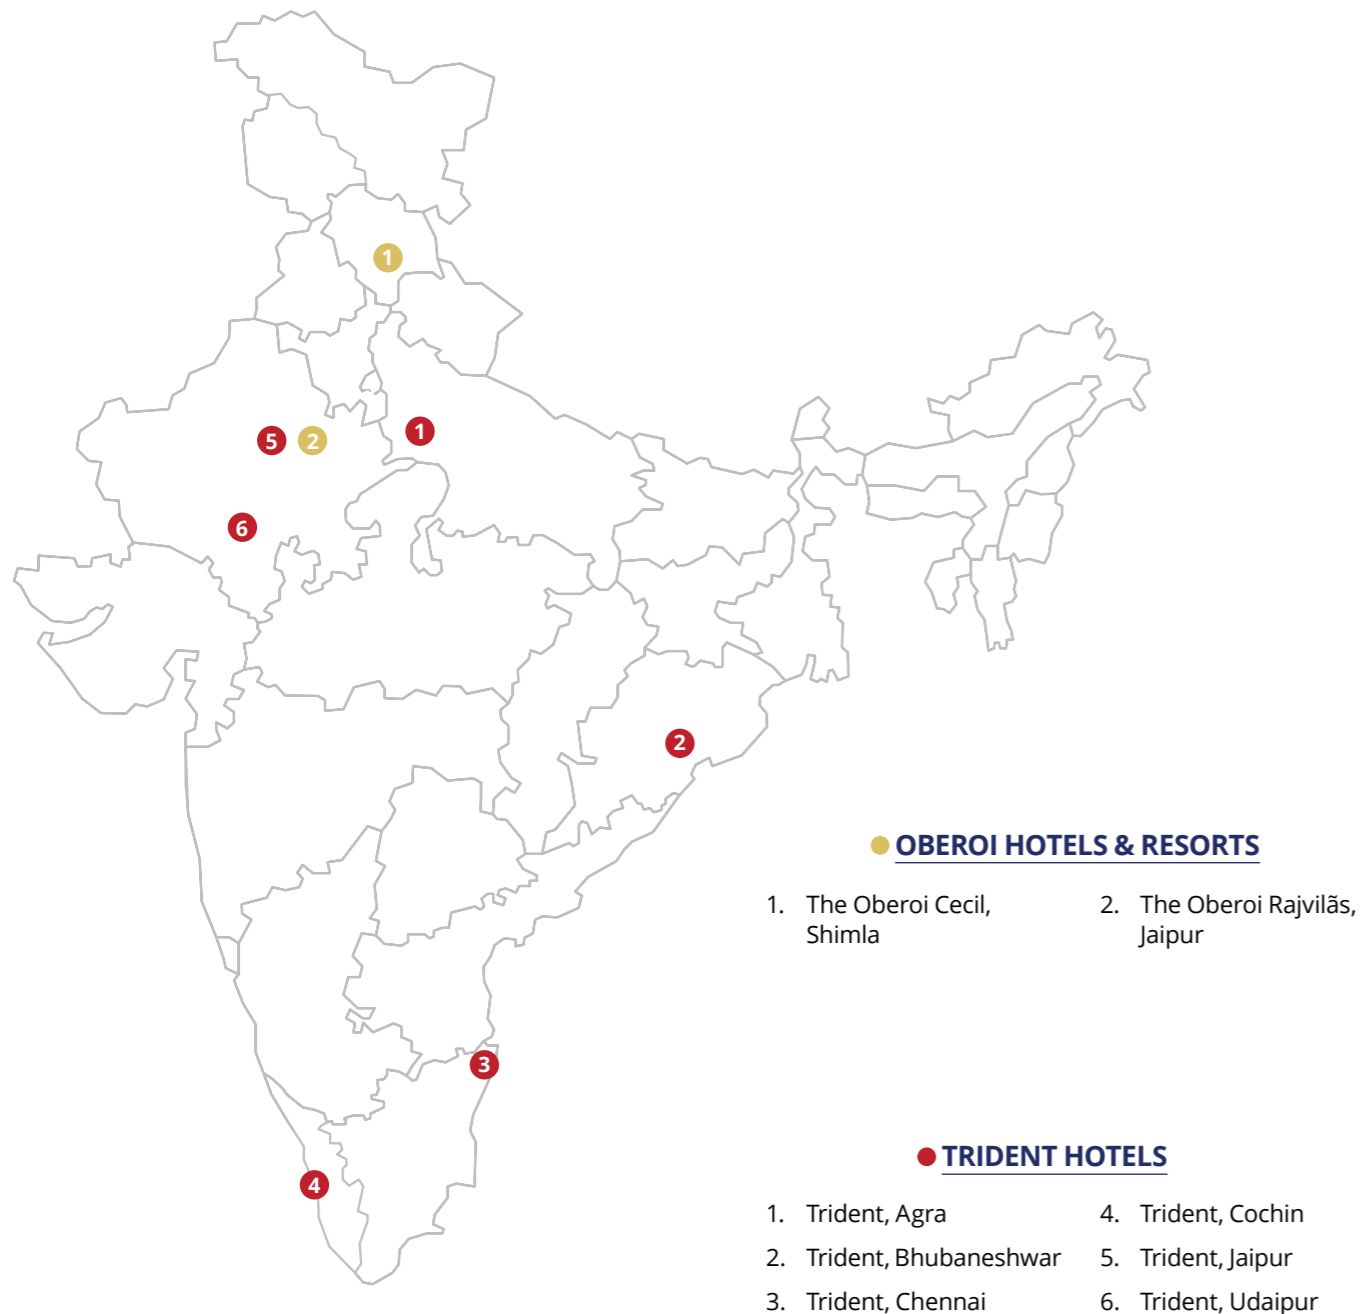 1
5
2
1
6
2
3
4
OBEROI HOTELS & RESORTS
1. The Oberoi Cecil,
Shimla
2. The Oberoi Rajvilãs,
Jaipur
TRIDENT HOTELS
1. Trident, Agra
2. Trident, Bhubaneshwar
3. Trident, Chennai
4. Trident, Cochin
5. Trident, Jaipur
6. Trident, Udaipur